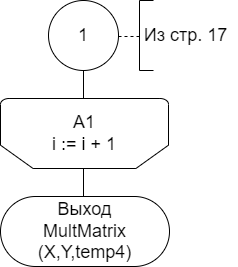 1
Из стр. 17
A1
i := i + 1
Выход
MultMatrix
(X,Y,temp4)